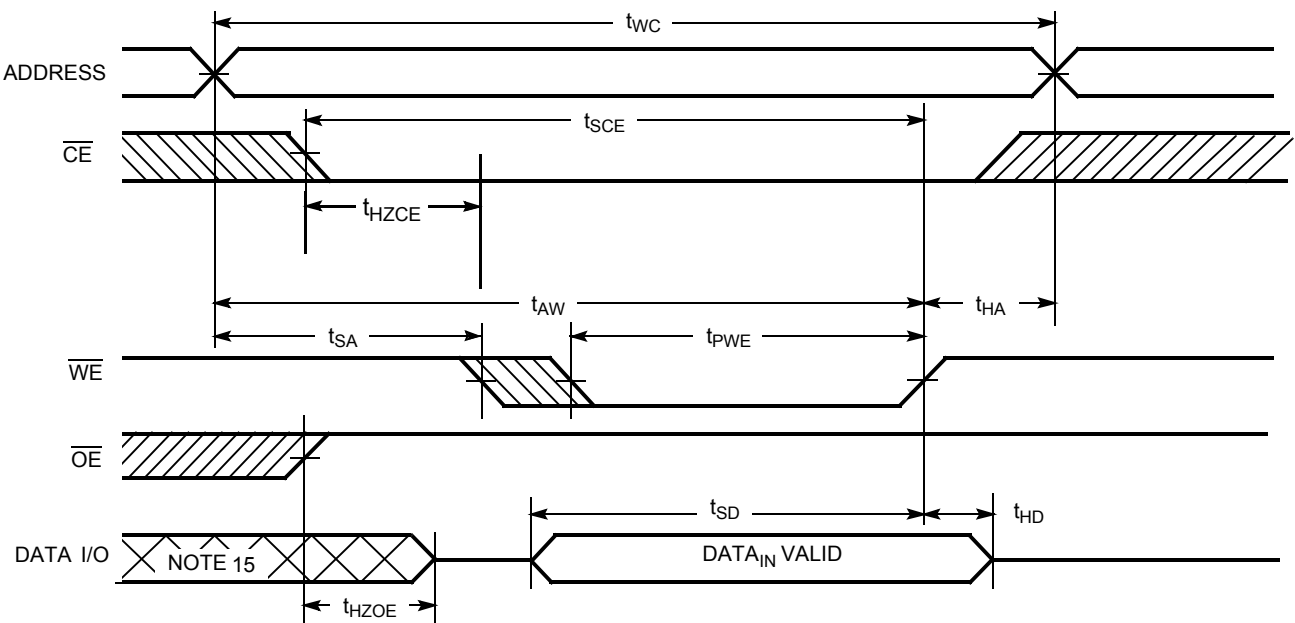 tWC
ADDRESS
tSCE
CE
tHZCE
tAW
tHA
tSA
tPWE
WE
OE
tSD
tHD
DATA I/O
NOTE 15
DATAIN VALID
tHZOE